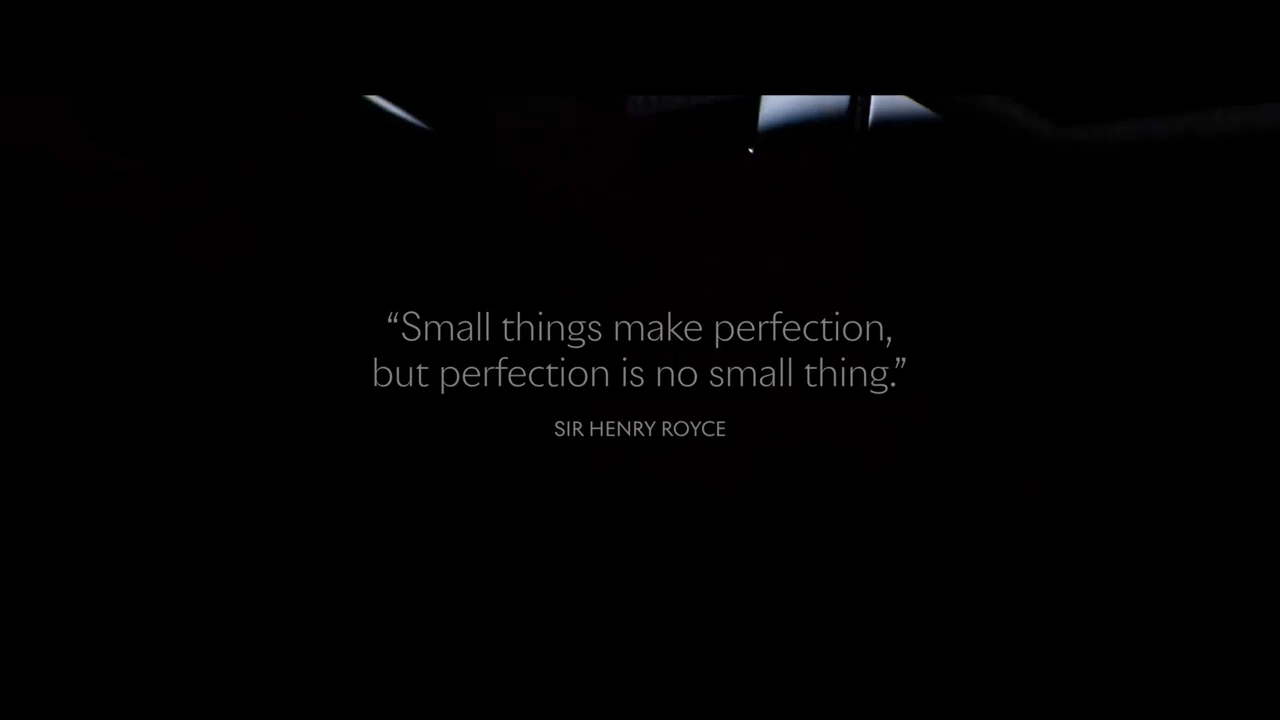 “Small things make perfection,
but perfection is no small thing.”
SIR HENRY ROYCE